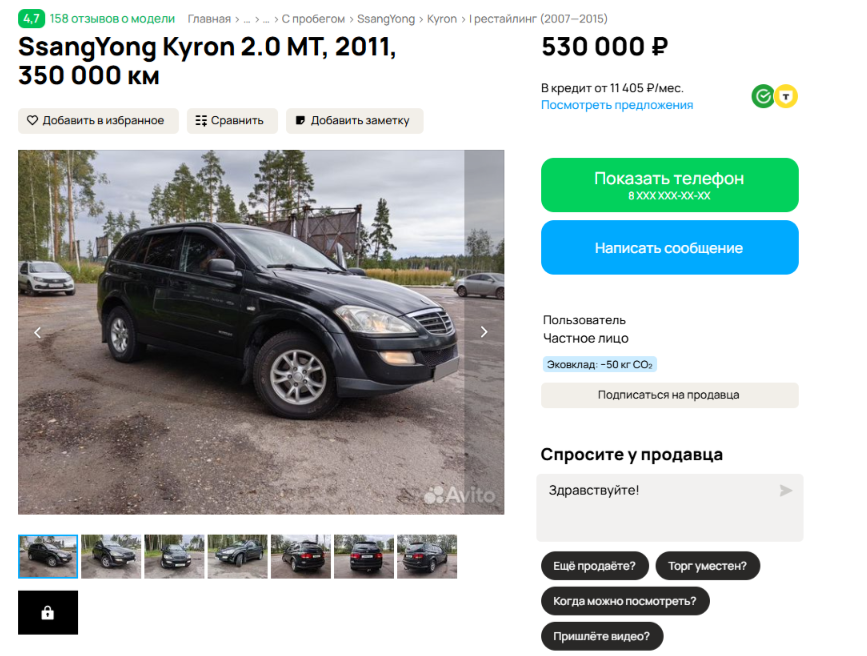 4,7 158 отзывов о модели Главная › ... › ... › С пробегом › SsangYong › Kyron › I рестайлинг (2007—2015)
SsangYong Kyron 2.0 MT, 2011,
350 000 км
Добавить в избранное Сравнить Добавить заметку
Avito
530 000 ₽
В кредит от 11 405 ₽/мес.
Посмотреть предложения
Т
Показать телефон
8 XXX XXX-XX-XX
Написать сообщение
Пользователь
Частное лицо
Эковклад: −50 кг CO₂
Подписаться на продавца
Спросите у продавца
Здравствуйте!
Ещё продаёте? Торг уместен?
Когда можно посмотреть?
Пришлёте видео?